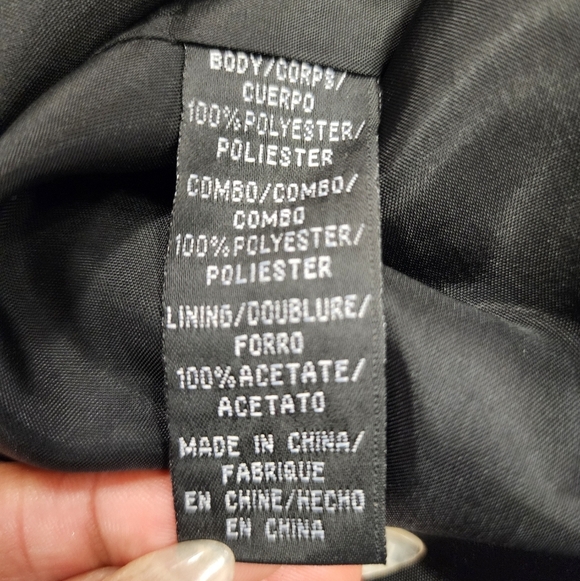 BODY/CORPS/
CUERPO
100%POLYESTER/
POLIESTER
COMBO/COMBO/
COMBO
100%POLYESTER/
POLIESTER
LINING/DOUBLURE/
FORRO
100%ACETATE/
ACETATO
MADE IN CHINA/
FABRIQUE
EN CHINE/HECHO
EN CHINA